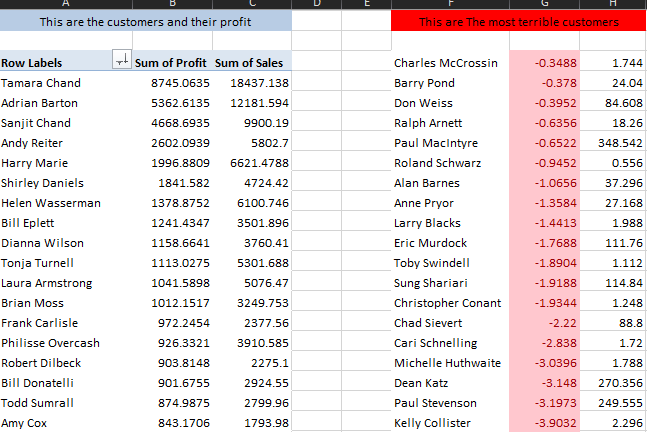 A B C D E F G H
This are the customers and their profit This are The most terrible customers
Row Labels Sum of Profit Sum of Sales Charles McCrossin -0.3488 1.744
Tamara Chand 8745.0635 18437.138 Barry Pond -0.378 24.04
Adrian Barton 5362.6135 12181.594 Don Weiss -0.3952 84.608
Sanjit Chand 4668.6935 9900.19 Ralph Arnett -0.6356 18.26
Andy Reiter 2602.0939 5802.7 Paul MacIntyre -0.6522 348.542
Harry Marie 1996.8809 6621.4788 Roland Schwarz -0.9452 0.556
Shirley Daniels 1841.582 4724.42 Alan Barnes -1.0656 37.296
Helen Wasserman 1378.8752 6100.746 Anne Pryor -1.3584 27.168
Bill Eplett 1241.4347 3501.896 Larry Blacks -1.4413 1.988
Dianna Wilson 1158.6641 3760.41 Eric Murdock -1.7688 111.76
Tonja Turnell 1113.0275 5301.688 Toby Swindell -1.8904 1.112
Laura Armstrong 1041.5898 5076.47 Sung Shariari -1.9188 114.84
Brian Moss 1012.1517 3249.753 Christopher Conant -1.9344 1.248
Frank Carlisle 972.2454 2377.56 Chad Sievert -2.22 88.8
Philisse Overcash 926.3321 3910.585 Cari Schnelling -2.838 1.72
Robert Dilbeck 903.8148 2275.1 Michelle Huthwaite -3.0396 1.788
Bill Donatelli 901.6755 2924.55 Dean Katz -3.148 270.356
Todd Sumrall 874.9875 2799.96 Paul Stevenson -3.1973 249.555
Amy Cox 843.1706 1793.98 Kelly Collister -3.9032 2.296